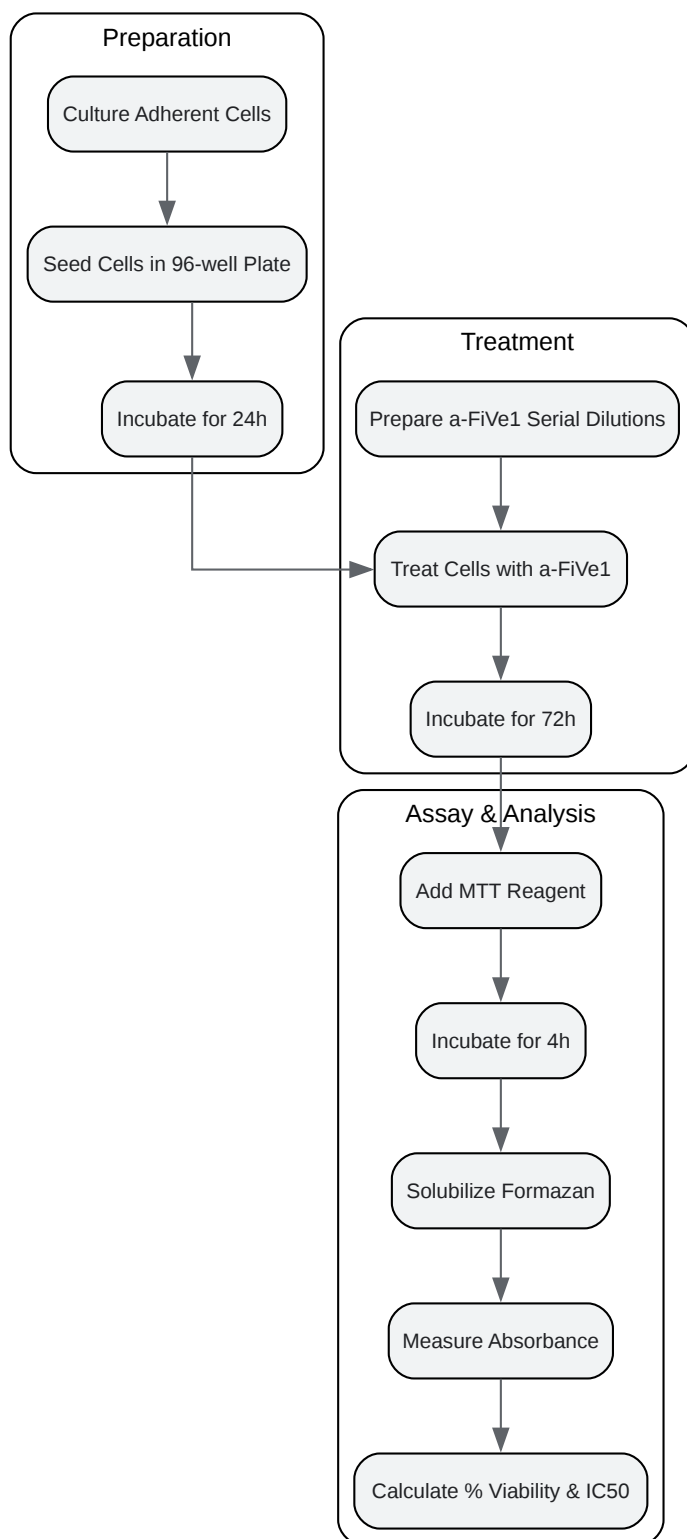 Preparation
Culture Adherent Cells
Seed Cells in 96-well Plate
Incubate for 24h
Treatment
Prepare a-FiVe1 Serial Dilutions
Treat Cells with a-FiVe1
Incubate for 72h
Assay & Analysis
Add MTT Reagent
Incubate for 4h
Solubilize Formazan
Measure Absorbance
Calculate % Viability & IC50